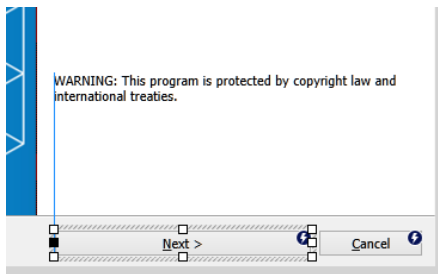 WARNING: This program is protected by copyright law and
international treaties.
Next >
Cancel